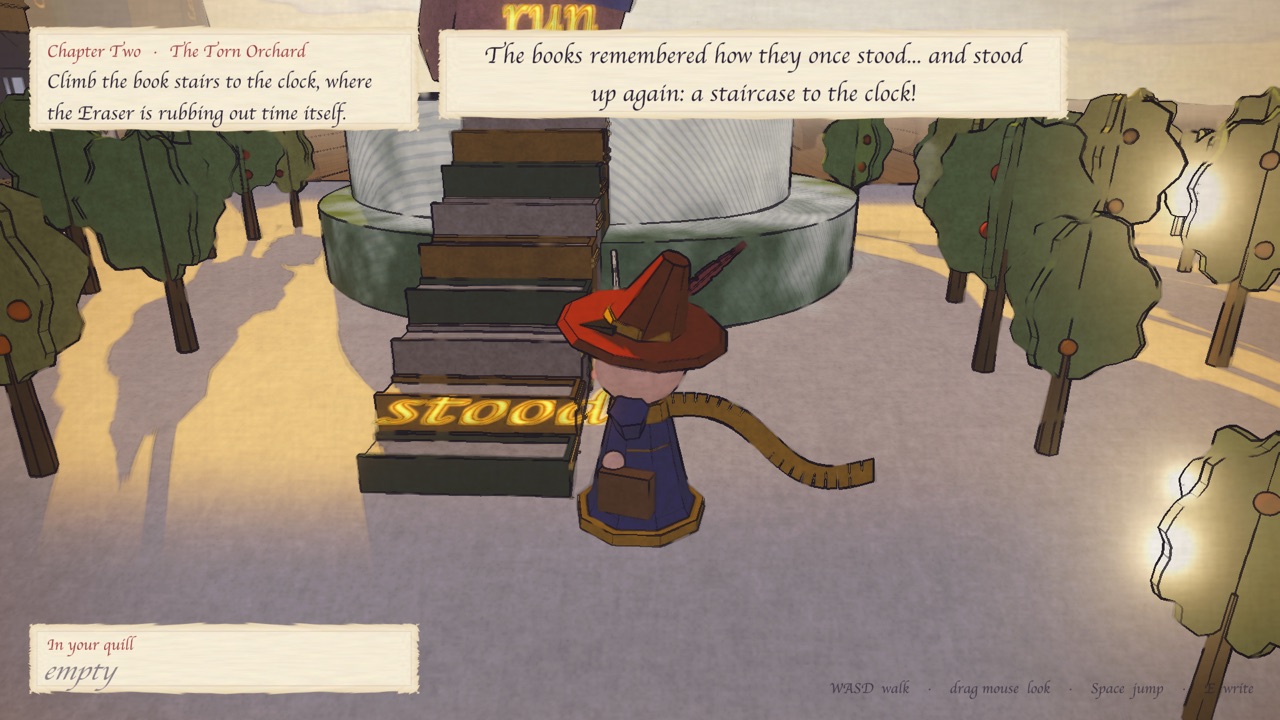 run
Chapter Two · The Torn Orchard
Climb the book stairs to the clock, where
the Eraser is rubbing out time itself.
The books remembered how they once stood... and stood
up again: a staircase to the clock!
stood
In your quill
empty
WASD walk · drag mouse look · Space jump · E write